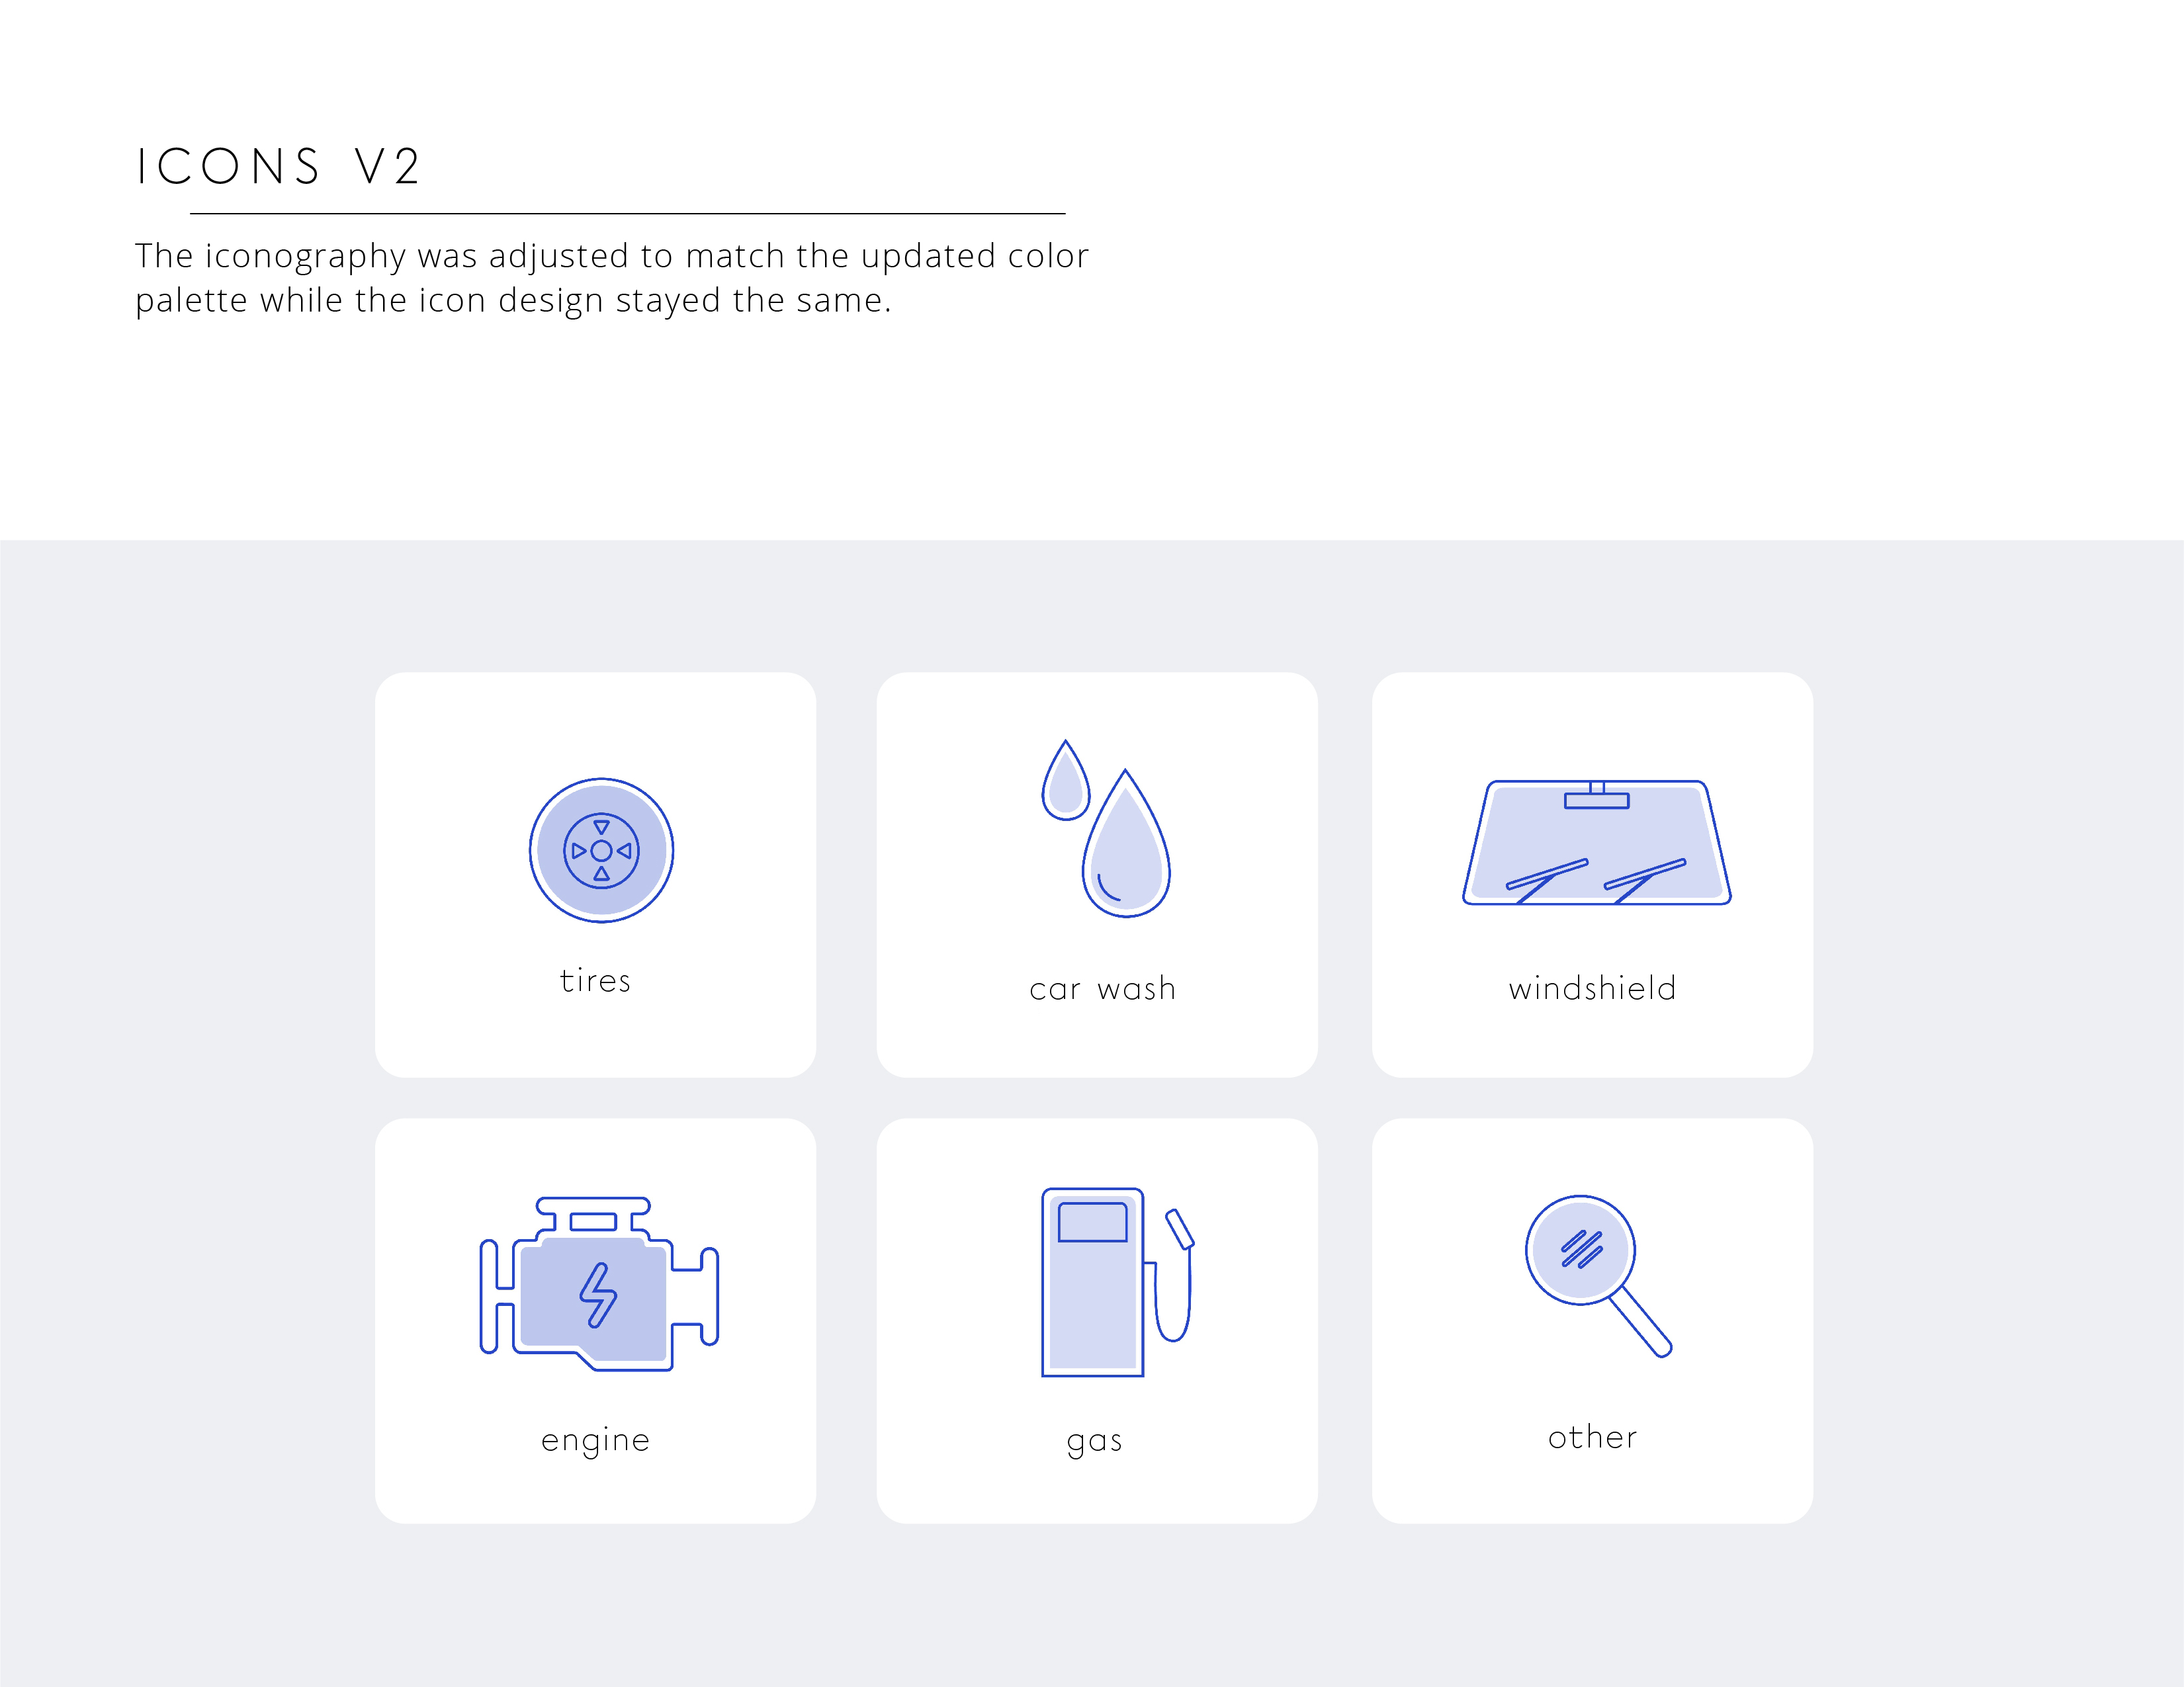 ICONS V2
The iconography was adjusted to match the updated color
palette while the icon design stayed the same.
tires
car wash
windshield
engine
gas
other